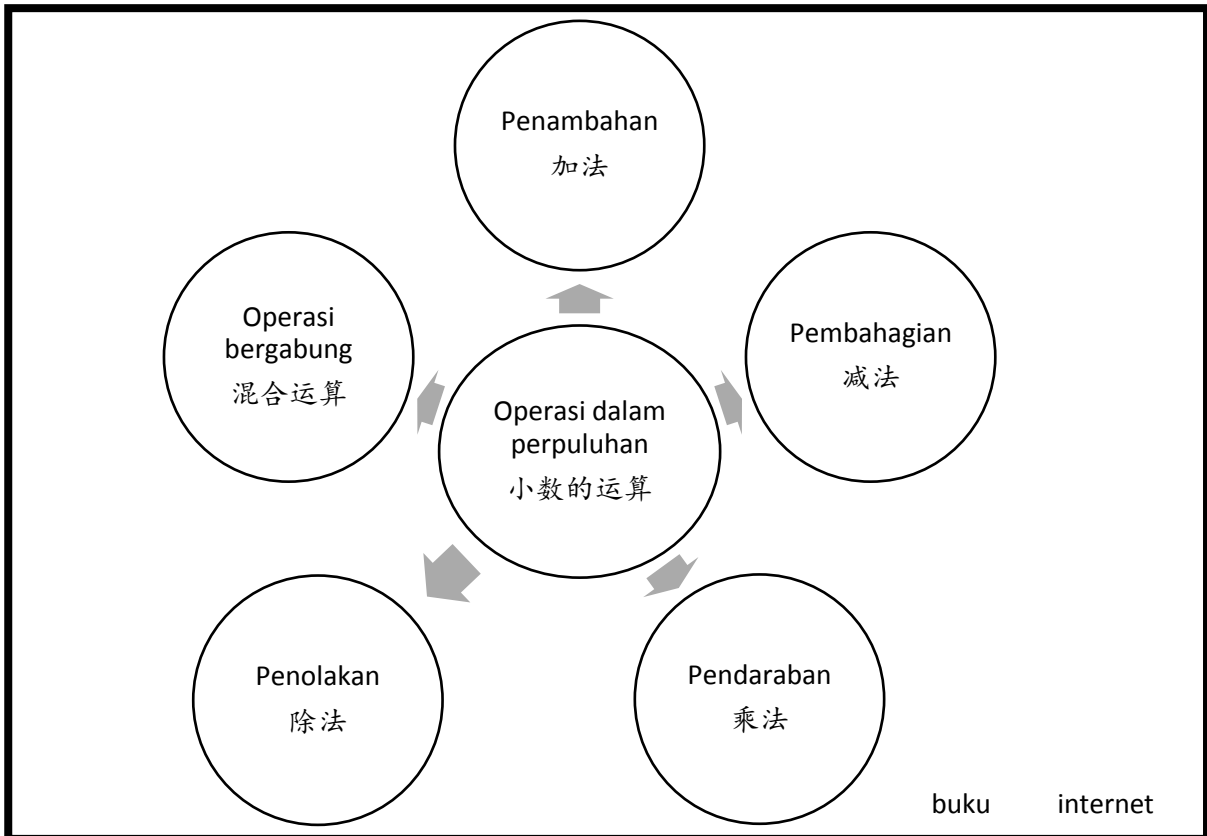 Penambahan
加法
Operasi
bergabung
混合运算
Pembahagian
减法
Operasi dalam
perpuluhan
小数的运算
Penolakan
除法
Pendaraban
乘法
buku internet